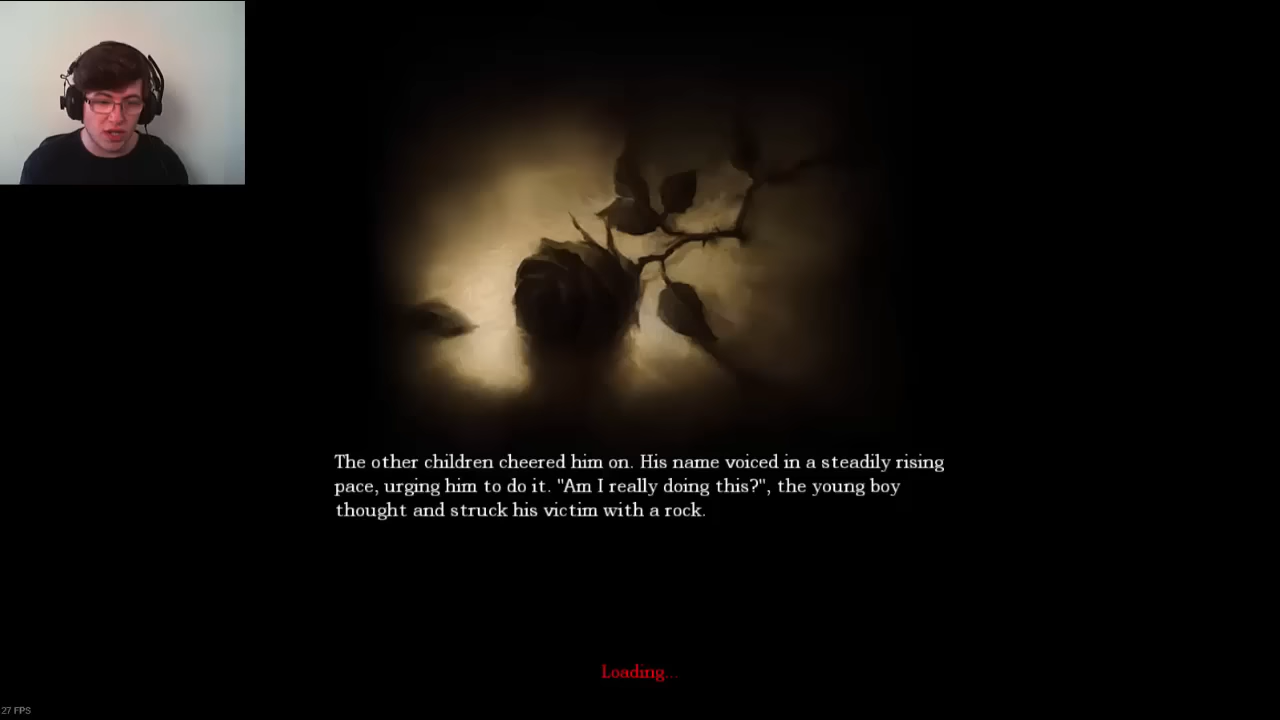 The other children cheered him on. His name voiced in a steadily rising
pace, urging him to do it. "Am I really doing this?", the young boy
thought and struck his victim with a rock.
Loading...
27 FPS